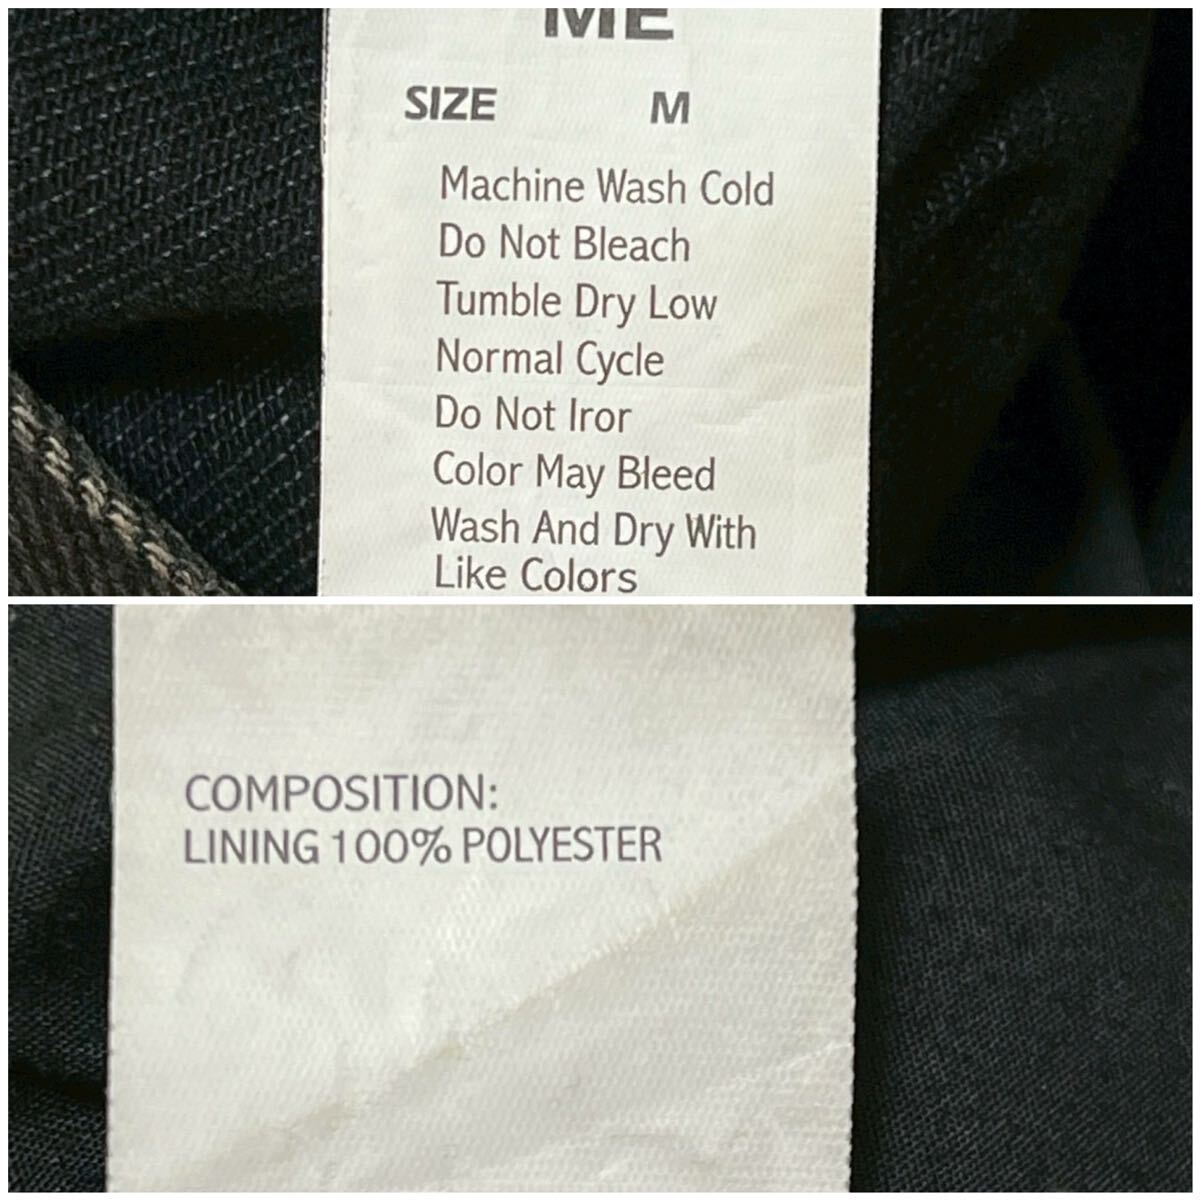 ME
SIZE M
Machine Wash Cold
Do Not Bleach
Tumble Dry Low
Normal Cycle
Do Not Iror
Color May Bleed
Wash And Dry With
Like Colors
COMPOSITION:
LINING 100% POLYESTER